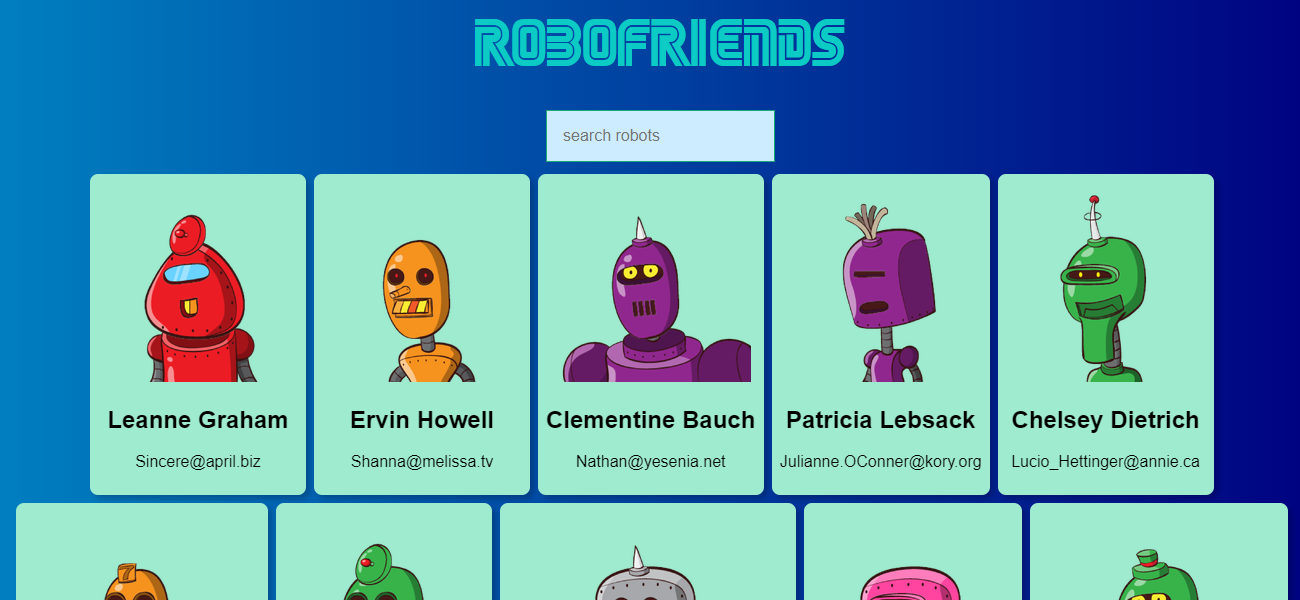 ROBOFRIENDS
search robots
Leanne Graham
Ervin Howell
Clementine Bauch
Patricia Lebsack
Chelsey Dietrich
Sincere@april.biz
Shanna@melissa.tv
Nathan@yesenia.net
Julianne.OConner@kory.org
Lucio_Hettinger@annie.ca
7